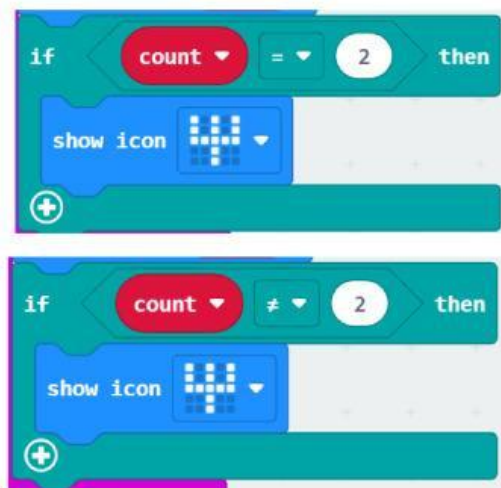 if count = 2 then
show icon
if count ≠ 2 then
show icon